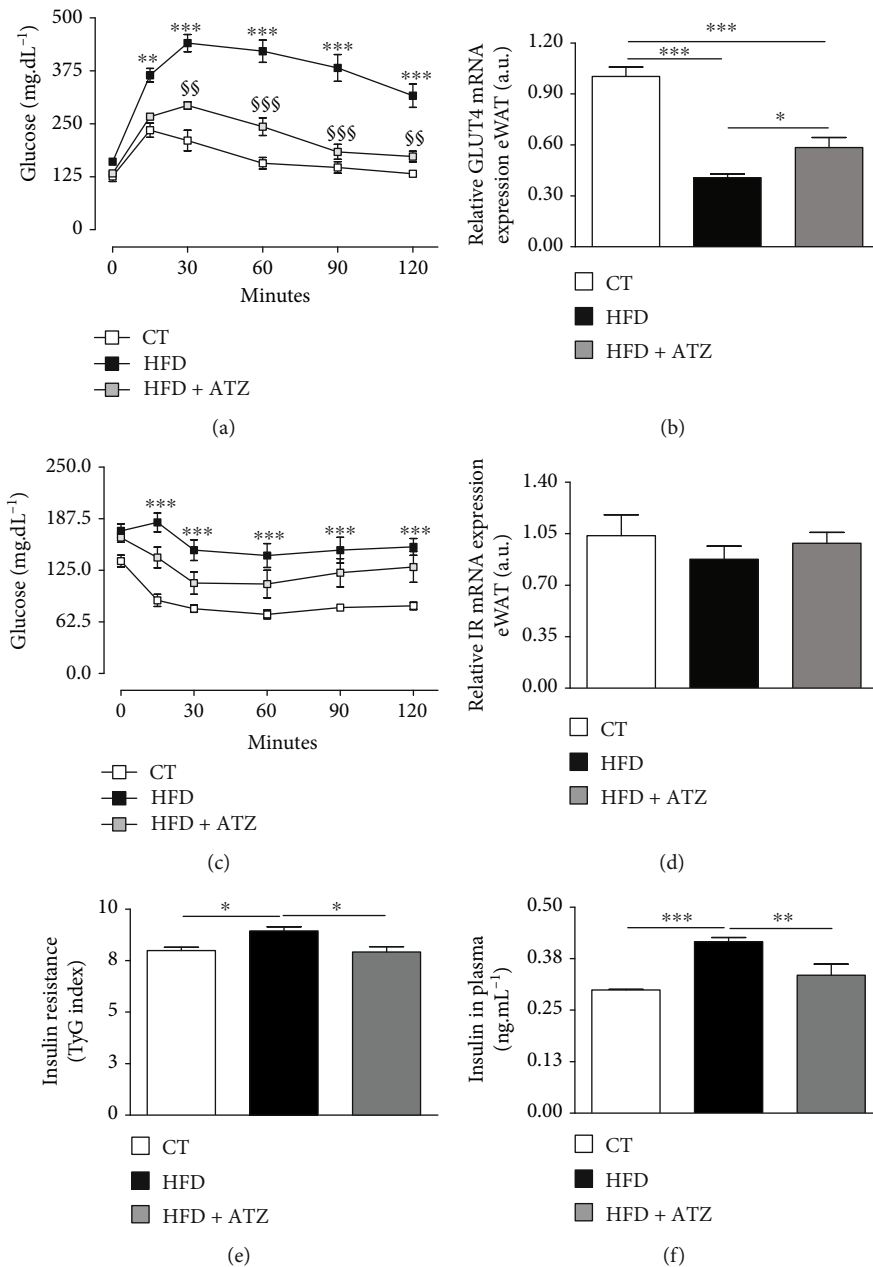 500
375
250
125
0
Glucose (mg.dL−1)
**
***
***
***
***
§§
§§§
§§§
§§
0
30
60
90
120
Minutes
CT
HFD
HFD + ATZ
(a)
1.20
0.90
0.60
0.30
0.00
Relative GLUT4 mRNA
expression eWAT (a.u.)
***
***
*
CT
HFD
HFD + ATZ
(b)
250.0
187.5
125.0
62.5
0.0
Glucose (mg.dL−1)
***
***
***
***
***
0
30
60
90
120
Minutes
CT
HFD
HFD + ATZ
(c)
1.40
1.05
0.70
0.35
0.00
Relative IR mRNA expression
eWAT (a.u.)
CT
HFD
HFD + ATZ
(d)
10
8
5
3
0
Insulin resistance
(TyG index)
*
*
CT
HFD
HFD + ATZ
(e)
0.50
0.38
0.25
0.13
0.00
Insulin in plasma
(ng.mL−1)
***
**
CT
HFD
HFD + ATZ
(f)